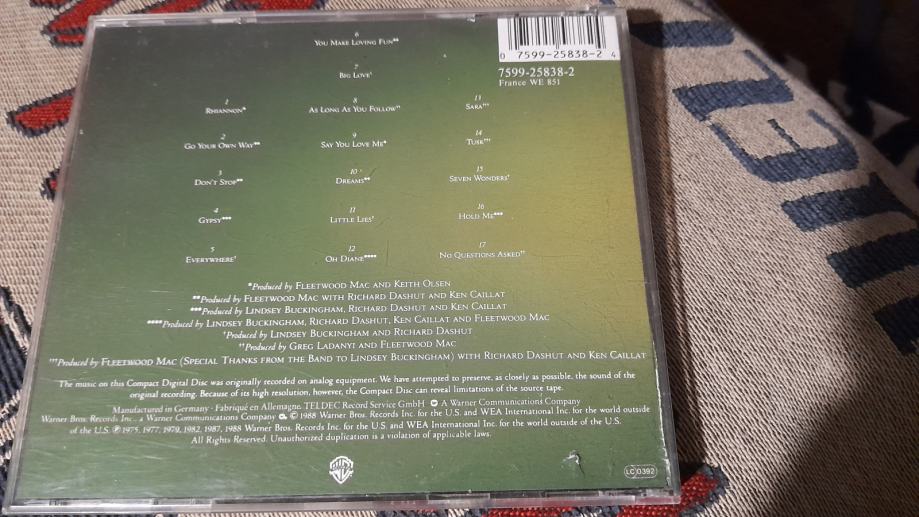 6
YOU MAKE LOVING FUN**
7
BIG LOVE†
1
RHIANNON*
2
GO YOUR OWN WAY**
3
DON'T STOP**
4
GYPSY***
5
EVERYWHERE†
8
AS LONG AS YOU FOLLOW††
9
SAY YOU LOVE ME*
10
DREAMS**
11
LITTLE LIES†
12
OH DIANE****
13
SARA†††
14
TUSK†††
15
SEVEN WONDERS†
16
HOLD ME***
17
NO QUESTIONS ASKED††
0 7599-25838-2 4
7599-25838-2
France WE 851
*Produced by FLEETWOOD MAC AND KEITH OLSEN
**Produced by FLEETWOOD MAC WITH RICHARD DASHUT AND KEN CAILLAT
***Produced by LINDSEY BUCKINGHAM, RICHARD DASHUT AND KEN CAILLAT
****Produced by LINDSEY BUCKINGHAM, RICHARD DASHUT, KEN CAILLAT AND FLEETWOOD MAC
†Produced by LINDSEY BUCKINGHAM AND RICHARD DASHUT
††Produced by GREG LADANYI AND FLEETWOOD MAC
†††Produced by FLEETWOOD MAC (SPECIAL THANKS FROM THE BAND TO LINDSEY BUCKINGHAM) WITH RICHARD DASHUT AND KEN CAILLAT
The music on this Compact Digital Disc was originally recorded on analog equipment. We have attempted to preserve, as closely as possible, the sound of the
original recording. Because of its high resolution, however, the Compact Disc can reveal limitations of the source tape.
Manufactured in Germany · Fabriqué en Allemagne. TELDEC Record Service GmbH A Warner Communications Company
Warner Bros. Records Inc., a Warner Communications Company © 1988 Warner Bros. Records Inc. for the U.S. and WEA International Inc. for the world outside
of the U.S. ℗ 1975, 1977, 1979, 1982, 1987, 1988 Warner Bros. Records Inc. for the U.S. and WEA International Inc. for the world outside of the U.S.
All Rights Reserved. Unauthorized duplication is a violation of applicable laws.
WB
LC 0392